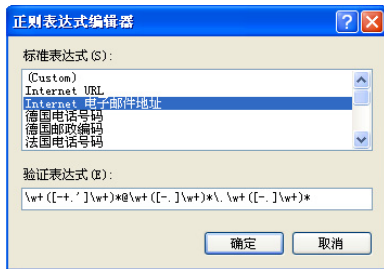 正则表达式编辑器
标准表达式(S):
(Custom)
Internet URL
Internet 电子邮件地址
德国电话号码
德国邮政编码
法国电话号码
验证表达式(E):
\w+([-+.']\w+)*@\w+([-.]\w+)*\.\w+([-.]\w+)*
确定 取消